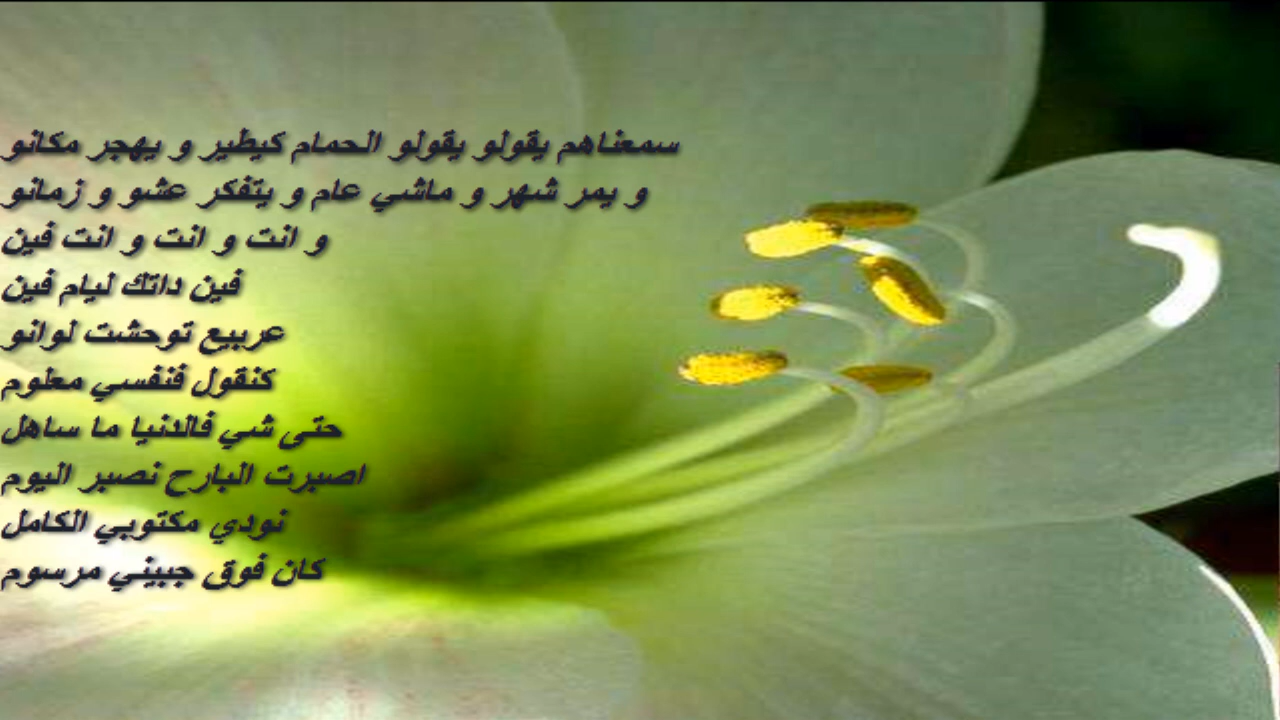 سمعناهم يقولو يقولو الحمام كيطير و يهجر مكانو
و يمر شهر و ماشي عام و يتفكر عشو و زمانو
و انت و انت و انت فين
فين داتك ليام فين
عربيع توحشت لوانو
كنقول فنفسي معلوم
حتى شي فالدنيا ما ساهل
اصبرت البارح نصبر اليوم
نودي مكتوبي الكامل
كان فوق جبيني مرسوم